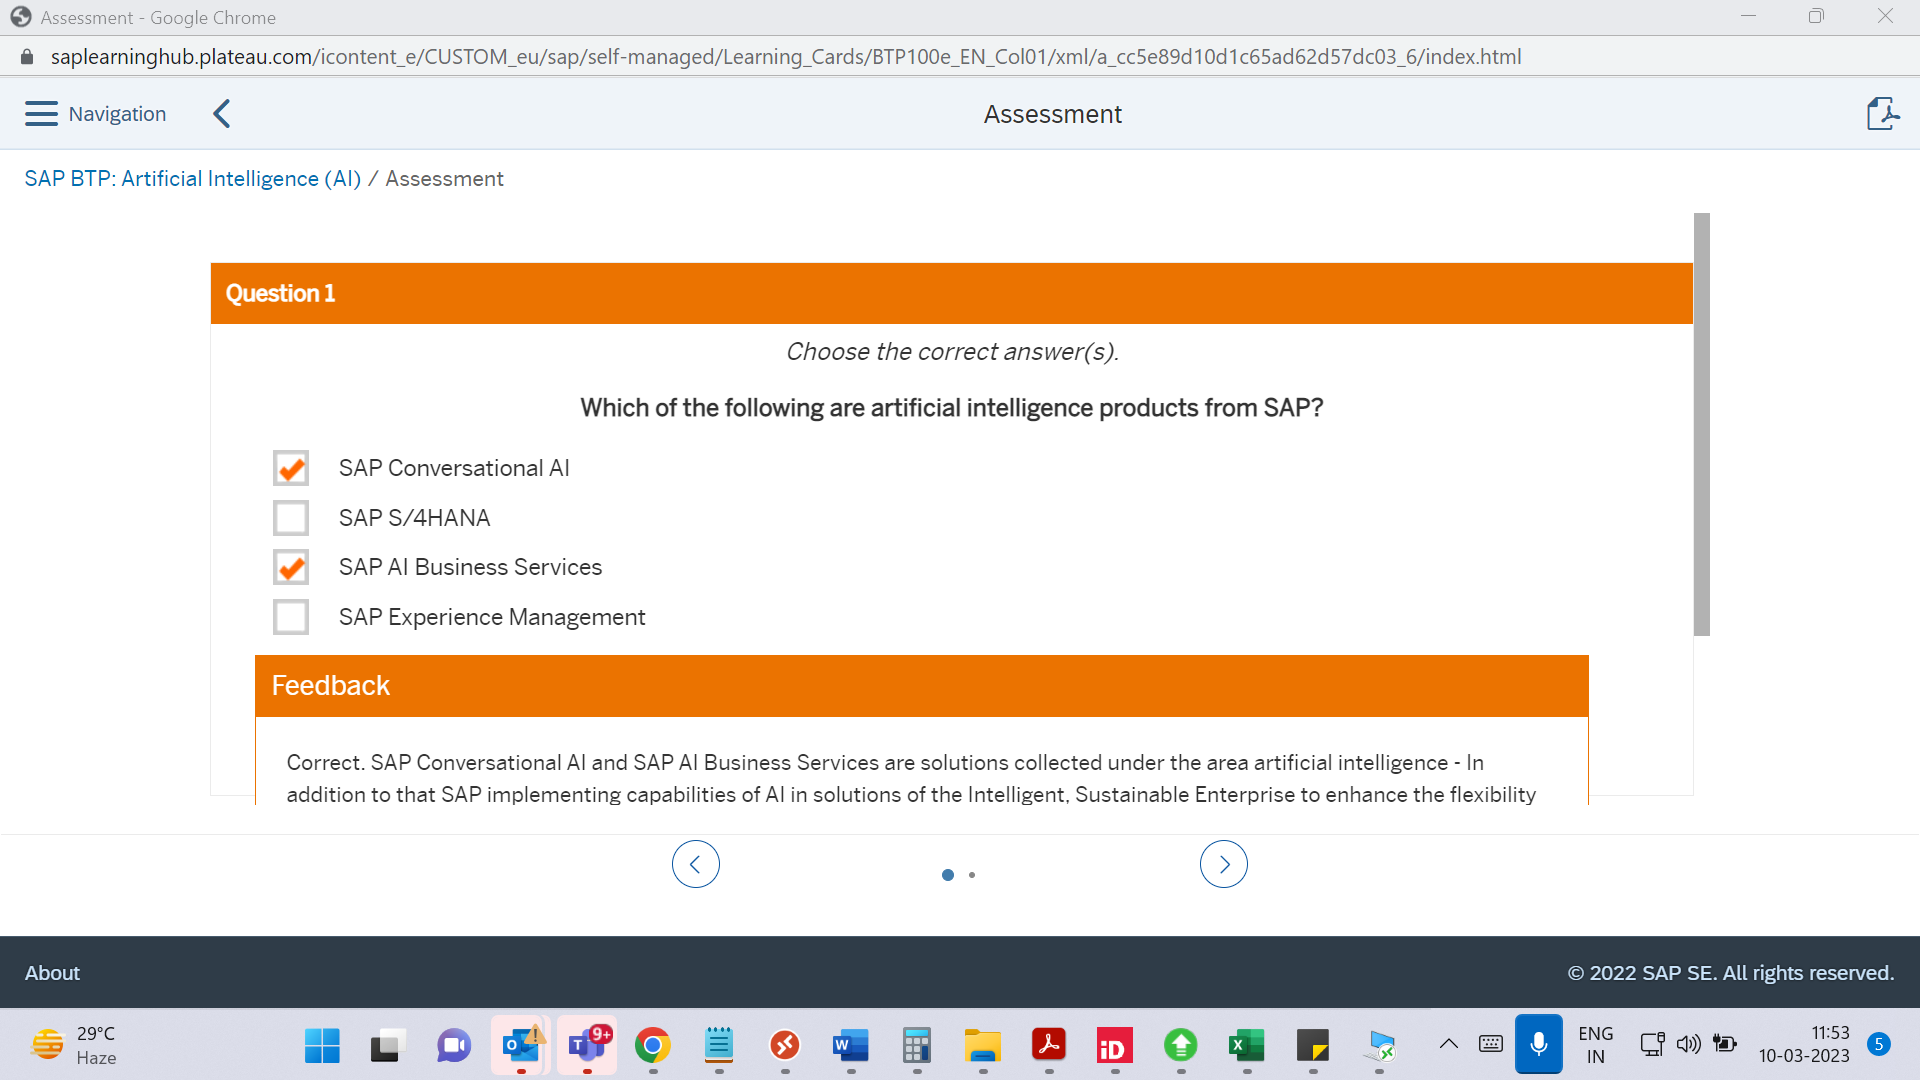 Assessment - Google Chrome
saplearninghub.plateau.com/icontent_e/CUSTOM_eu/sap/self-managed/Learning_Cards/BTP100e_EN_Col01/xml/a_cc5e89d10d1c65ad62d57dc03_6/index.html
Navigation
Assessment
SAP BTP: Artificial Intelligence (AI) / Assessment
Question 1
Choose the correct answer(s).
Which of the following are artificial intelligence products from SAP?
SAP Conversational AI
SAP S/4HANA
SAP AI Business Services
SAP Experience Management
Feedback
Correct. SAP Conversational AI and SAP AI Business Services are solutions collected under the area artificial intelligence - In
addition to that SAP implementing capabilities of AI in solutions of the Intelligent, Sustainable Enterprise to enhance the flexibility
About
© 2022 SAP SE. All rights reserved.
29°C
Haze
O
T
9+
W
iD
X
ENG
IN
11:53
10-03-2023
5